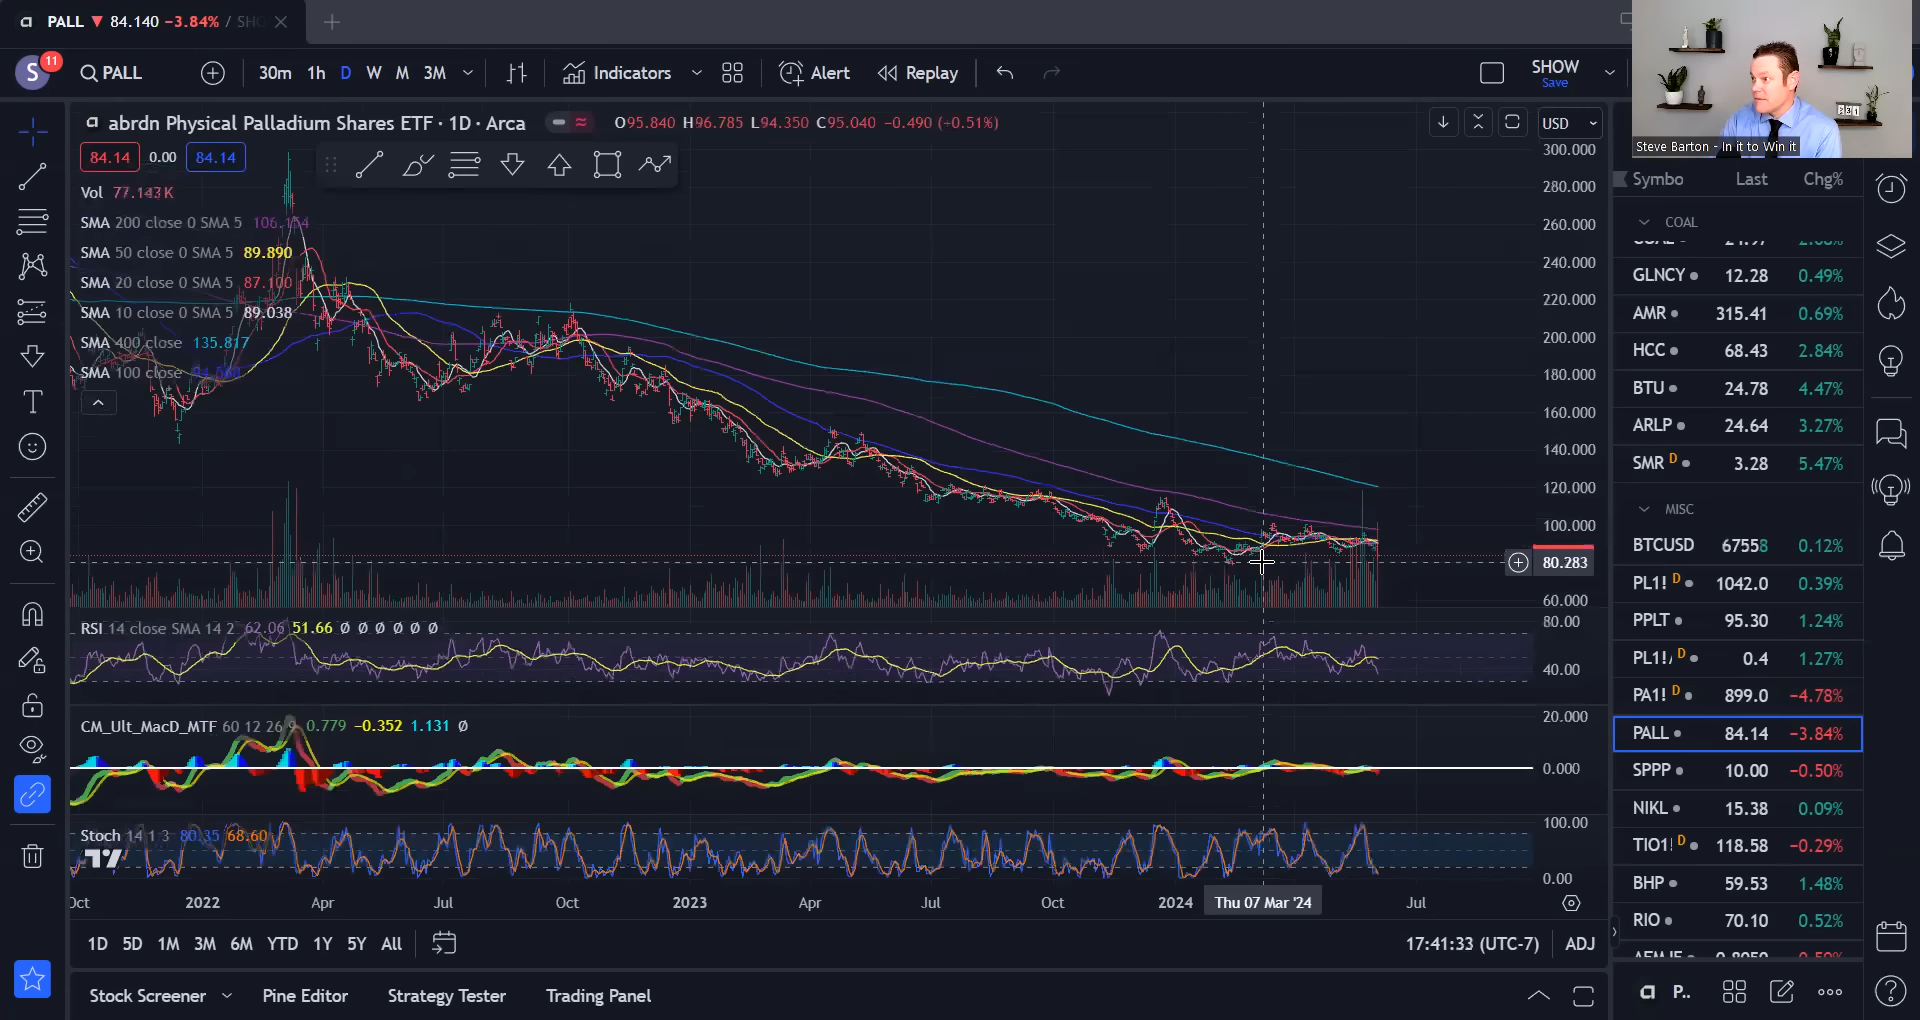 PALL ▼ 84.140 −3.84% / SHO
S 11 PALL 30m 1h D W M 3M Indicators Alert Replay SHOW Save
abrdn Physical Palladium Shares ETF · 1D · Arca O95.840 H96.785 L94.350 C95.040 −0.490 (+0.51%) USD
84.14 0.00 84.14
Vol 77.143K
SMA 200 close 0 SMA 5 106.154
SMA 50 close 0 SMA 5 89.890
SMA 20 close 0 SMA 5 87.100
SMA 10 close 0 SMA 5 89.038
SMA 400 close 135.817
SMA 100 close
300.000
280.000
260.000
240.000
220.000
200.000
180.000
160.000
140.000
120.000
100.000
80.283
60.000
RSI 14 close SMA 14 2 62.06 51.66 Ø Ø Ø Ø Ø Ø
80.00
40.00
CM_Ult_MacD_MTF 60 12 26 9 0.779 −0.352 1.131 Ø
20.000
0.000
Stoch 14 1 3 80.35 68.60
100.00
0.00
Oct 2022 Apr Jul Oct 2023 Apr Jul Oct 2024 Thu 07 Mar '24 Jul
1D 5D 1M 3M 6M YTD 1Y 5Y All 17:41:33 (UTC-7) ADJ
Stock Screener Pine Editor Strategy Tester Trading Panel
Steve Barton - In it to Win it
231
Symbo Last Chg%
COAL
GLNCY 12.28 0.49%
AMR 315.41 0.69%
HCC 68.43 2.84%
BTU 24.78 4.47%
ARLP 24.64 3.27%
SMR D 3.28 5.47%
MISC
BTCUSD 67558 0.12%
PL1! D 1042.0 0.39%
PPLT 95.30 1.24%
PL1!/ D 0.4 1.27%
PA1! D 899.0 −4.78%
PALL 84.14 −3.84%
SPPP 10.00 −0.50%
NIKL 15.38 0.09%
TIO1! D 118.58 −0.29%
BHP 59.53 1.48%
RIO 70.10 0.52%
P..